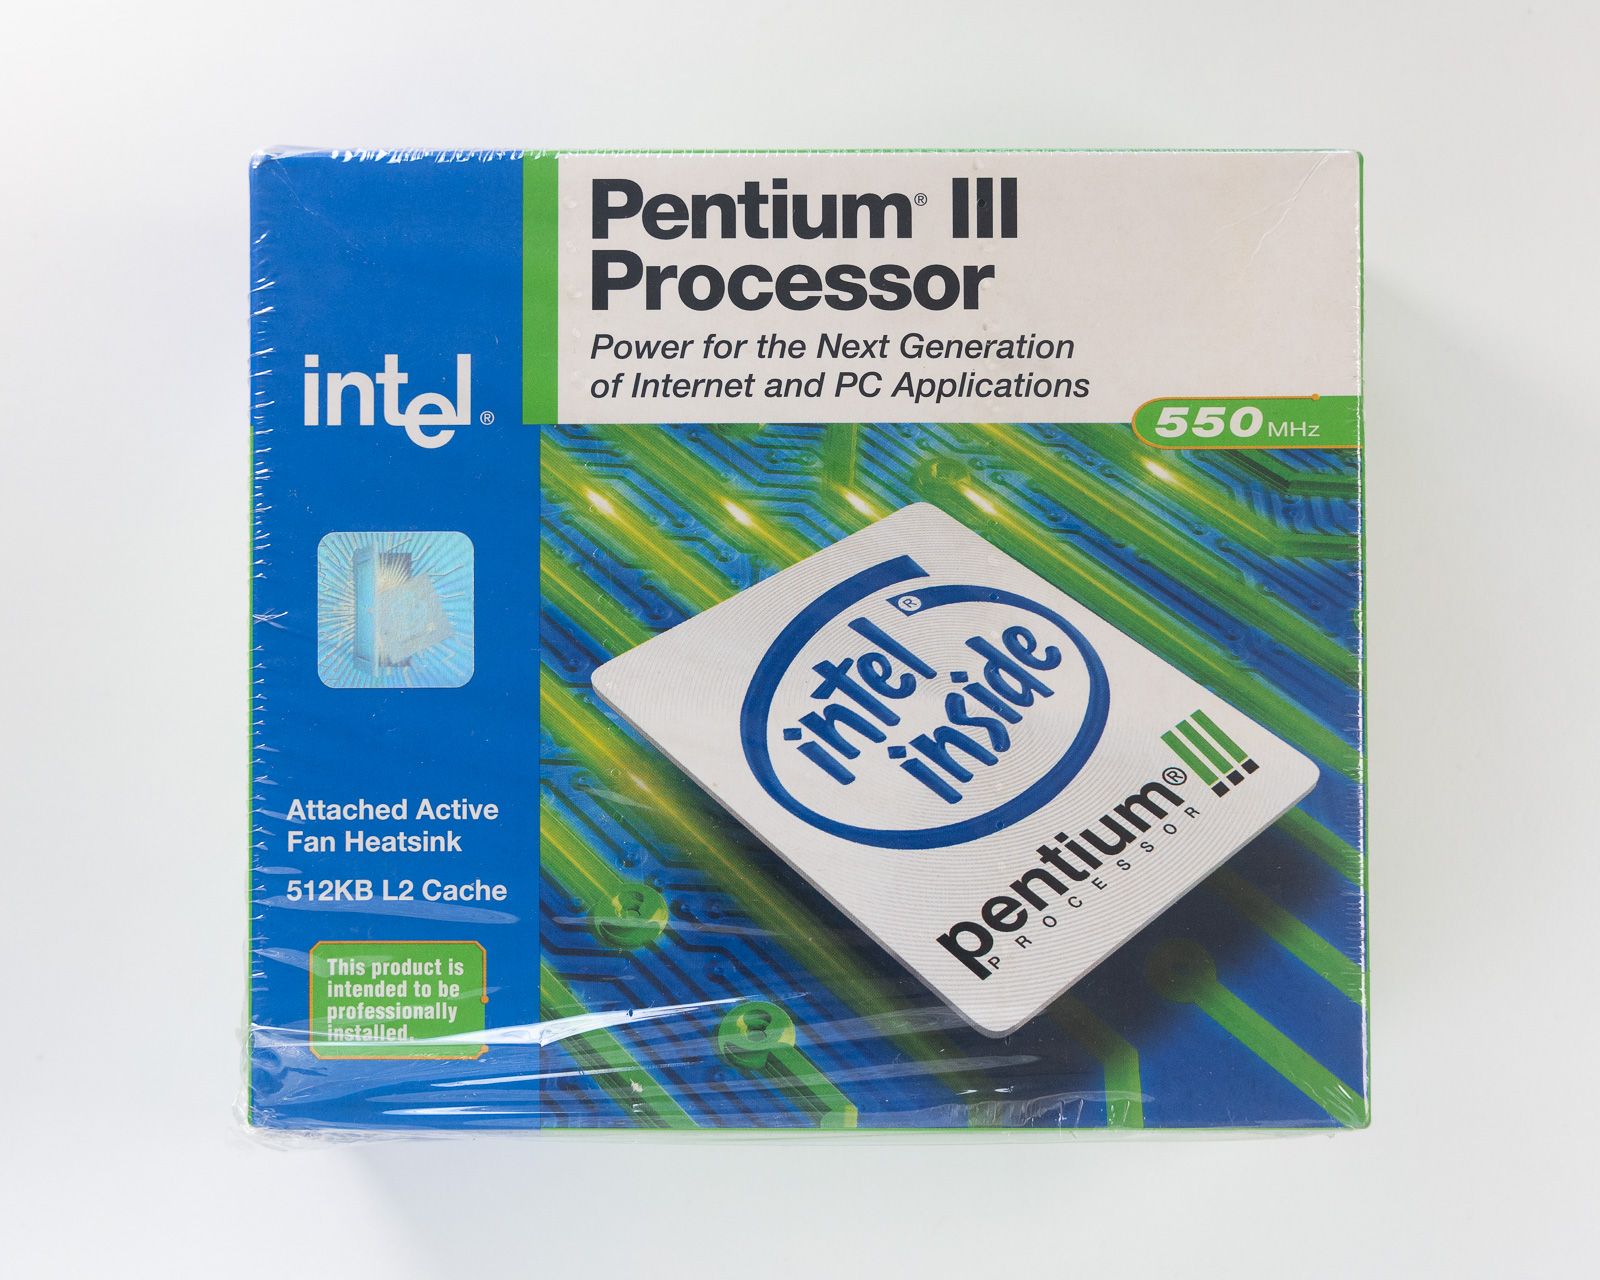 Pentium® III
Processor
Power for the Next Generation
of Internet and PC Applications
550 MHz
intel®
Attached Active
Fan Heatsink
512KB L2 Cache
This product is
intended to be
professionally
installed.
intel®
inside
pentium® III
PROCESSOR